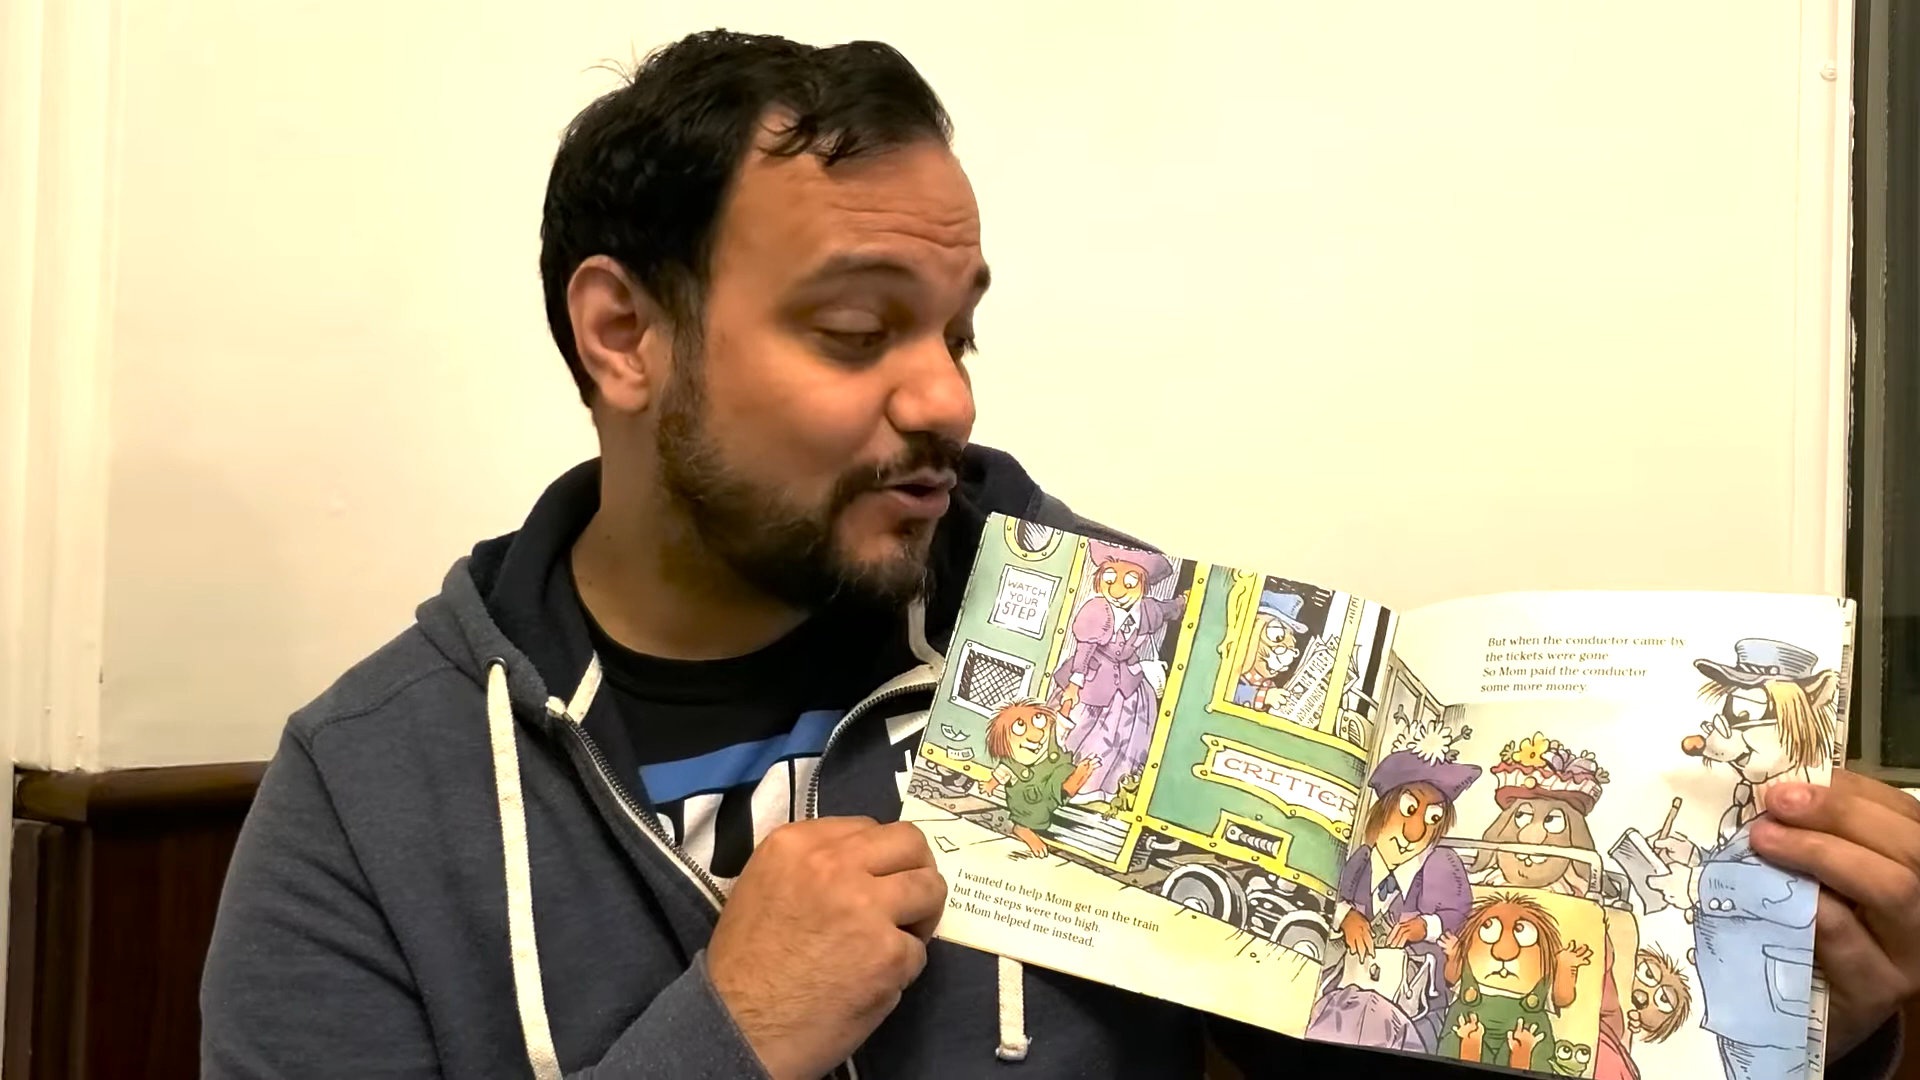 WATCH
YOUR
STEP
CRITTER
I wanted to help Mom get on the train
but the steps were too high.
So Mom helped me instead.
But when the conductor came by
the tickets were gone
So Mom paid the conductor
some more money.